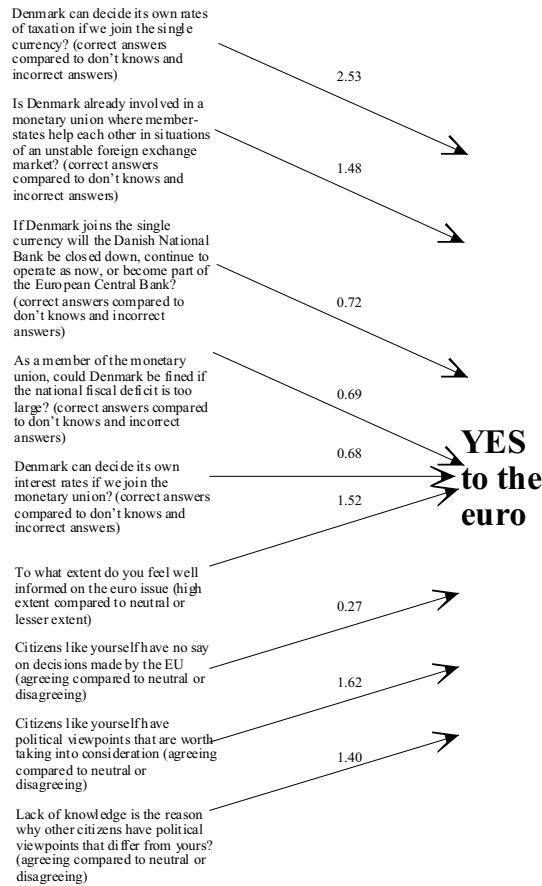 Denmark can decide its own rates
of taxation if we join the single
currency? (correct answers
compared to don't knows and
incorrect answers)
2.53
Is Denmark already involved in a
monetary union where member-
states help each other in situations
of an unstable foreign exchange
market? (correct answers
compared to don't knows and
incorrect answers)
1.48
If Denmark joins the single
currency will the Danish National
Bank be closed down, continue to
operate as now, or become part of
the European Central Bank?
(correct answers compared to
don't knows and incorrect
answers)
0.72
As a member of the monetary
union, could Denmark be fined if
the national fiscal deficit is too
large? (correct answers compared
to don't knows and incorrect
answers)
0.69
Denmark can decide its own
interest rates if we join the
monetary union? (correct answers
compared to don't knows and
incorrect answers)
0.68
To what extent do you feel well
informed on the euro issue (high
extent compared to neutral or
lesser extent)
1.52
Citizens like yourself have no say
on decisions made by the EU
(agreeing compared to neutral or
disagreeing)
0.27
Citizens like yourself have
political viewpoints that are worth
taking into consideration (agreeing
compared to neutral or
disagreeing)
1.62
Lack of knowledge is the reason
why other citizens have political
viewpoints that differ from yours?
(agreeing compared to neutral or
disagreeing)
1.40
YES
to the
euro